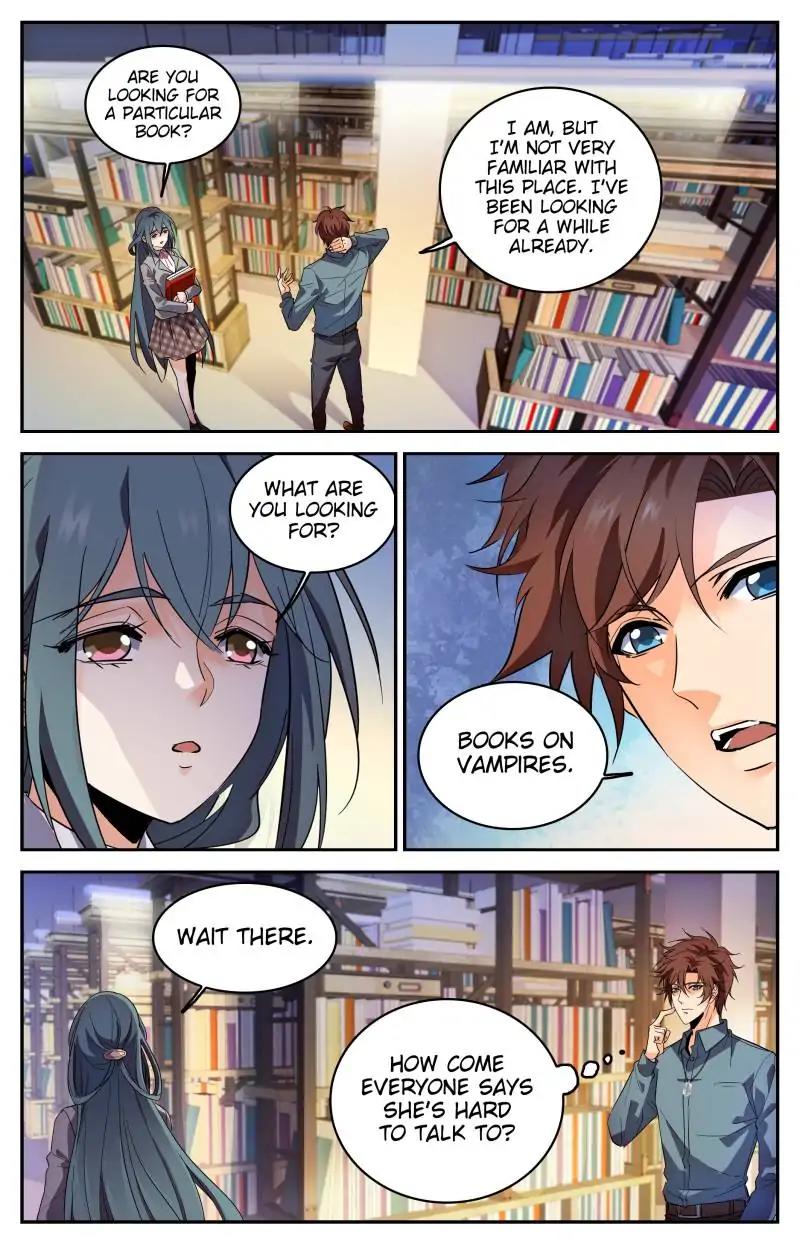 ARE YOU
LOOKING FOR
A PARTICULAR
BOOK?
I AM, BUT
I'M NOT VERY
FAMILIAR WITH
THIS PLACE. I'VE
BEEN LOOKING
FOR A WHILE
ALREADY.
WHAT ARE
YOU LOOKING
FOR?
BOOKS ON
VAMPIRES.
WAIT THERE.
HOW COME
EVERYONE SAYS
SHE'S HARD
TO TALK TO?